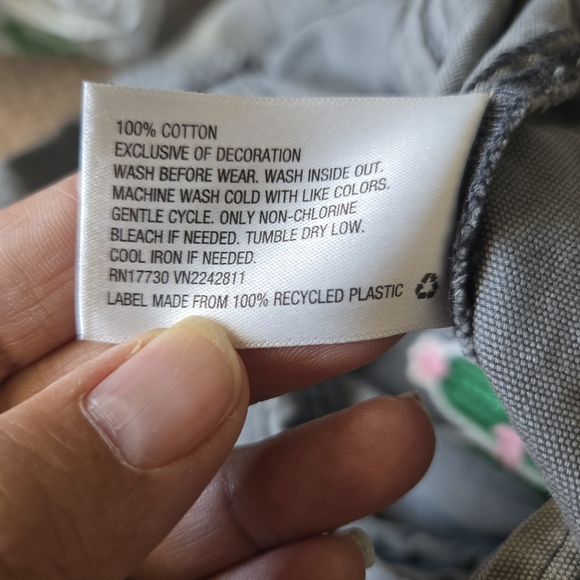 100% COTTON
EXCLUSIVE OF DECORATION
WASH BEFORE WEAR. WASH INSIDE OUT.
MACHINE WASH COLD WITH LIKE COLORS.
GENTLE CYCLE. ONLY NON-CHLORINE
BLEACH IF NEEDED. TUMBLE DRY LOW.
COOL IRON IF NEEDED.
RN17730 VN2242811
LABEL MADE FROM 100% RECYCLED PLASTIC